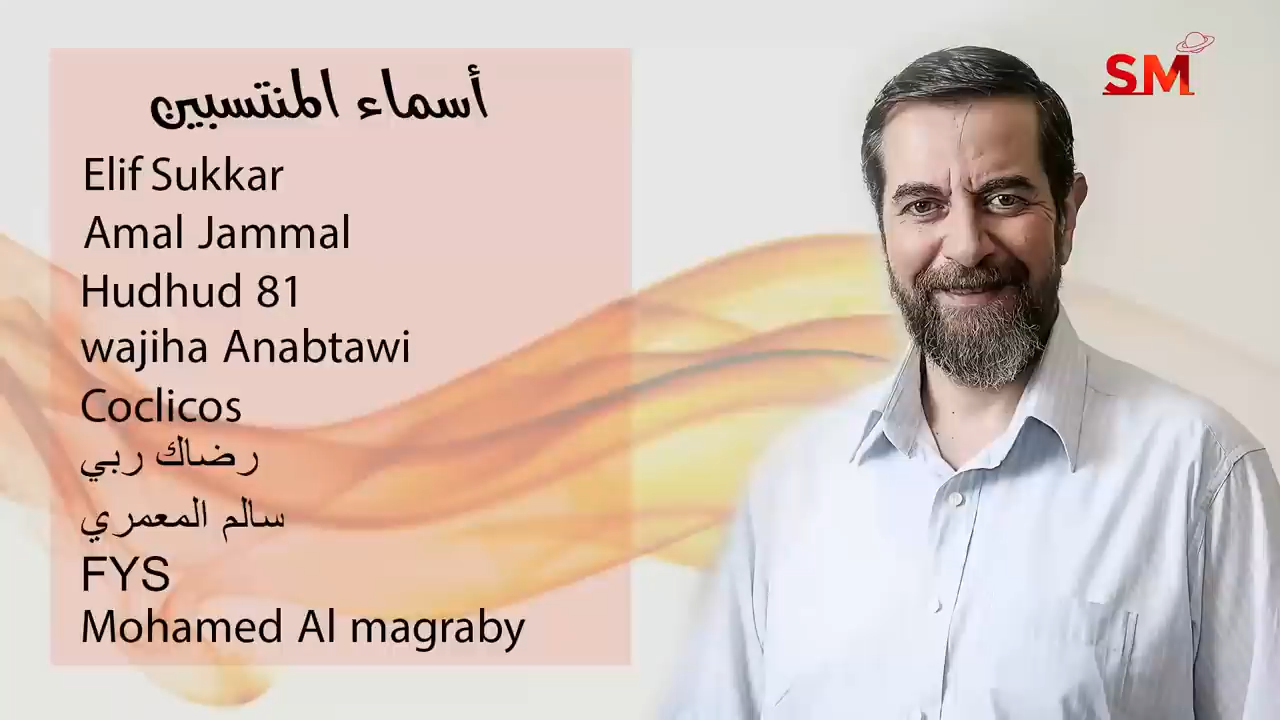 SM
أسماء المنتسبين
Elif Sukkar
Amal Jammal
Hudhud 81
wajiha Anabtawi
Coclicos
رضاك ربي
سالم المعمري
FYS
Mohamed Al magraby